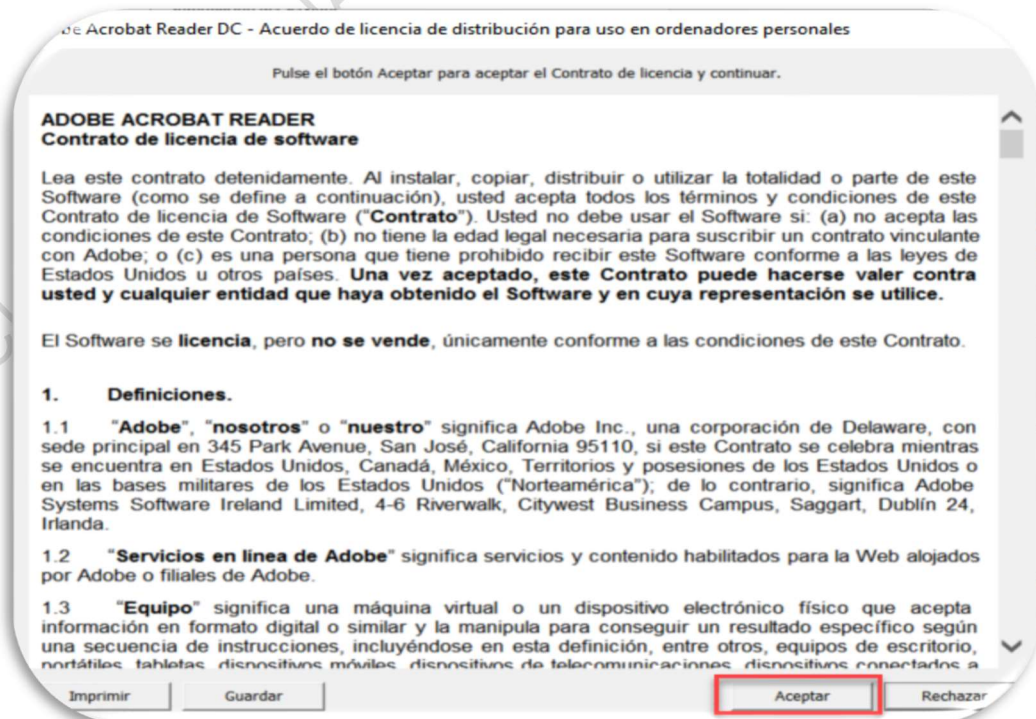 Acrobat Reader DC - Acuerdo de licencia de distribución para uso en ordenadores personales
Pulse el botón Aceptar para aceptar el Contrato de licencia y continuar.
ADOBE ACROBAT READER
Contrato de licencia de software
Lea este contrato detenidamente. Al instalar, copiar, distribuir o utilizar la totalidad o parte de este
Software (como se define a continuación), usted acepta todos los términos y condiciones de este
Contrato de licencia de Software ("Contrato"). Usted no debe usar el Software si: (a) no acepta las
condiciones de este Contrato; (b) no tiene la edad legal necesaria para suscribir un contrato vinculante
con Adobe; o (c) es una persona que tiene prohibido recibir este Software conforme a las leyes de
Estados Unidos u otros países. Una vez aceptado, este Contrato puede hacerse valer contra
usted y cualquier entidad que haya obtenido el Software y en cuya representación se utilice.
El Software se licencia, pero no se vende, únicamente conforme a las condiciones de este Contrato.
1. Definiciones.
1.1 "Adobe", "nosotros" o "nuestro" significa Adobe Inc., una corporación de Delaware, con
sede principal en 345 Park Avenue, San José, California 95110, si este Contrato se celebra mientras
se encuentra en Estados Unidos, Canadá, México, Territorios y posesiones de los Estados Unidos o
en las bases militares de los Estados Unidos ("Norteamérica"); de lo contrario, significa Adobe
Systems Software Ireland Limited, 4-6 Riverwalk, Citywest Business Campus, Saggart, Dublín 24,
Irlanda.
1.2 "Servicios en línea de Adobe" significa servicios y contenido habilitados para la Web alojados
por Adobe o filiales de Adobe.
1.3 "Equipo" significa una máquina virtual o un dispositivo electrónico físico que acepta
información en formato digital o similar y la manipula para conseguir un resultado específico según
una secuencia de instrucciones, incluyéndose en esta definición, entre otros, equipos de escritorio,
portátiles, tabletas, dispositivos móviles, dispositivos de telecomunicaciones, dispositivos conectados a
Imprimir Guardar Aceptar Rechazar